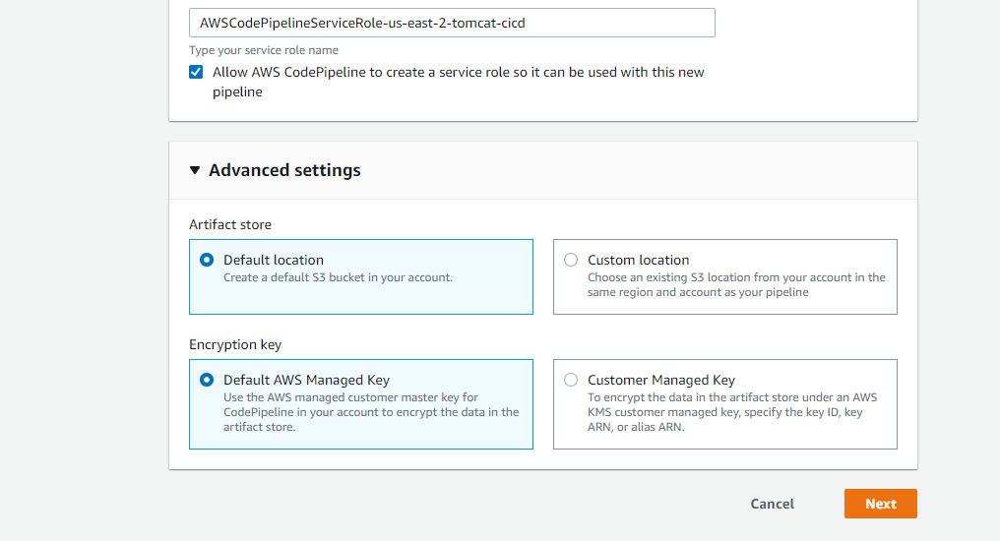 AWSCodePipelineServiceRole-us-east-2-tomcat-cicd
Type your service role name
Allow AWS CodePipeline to create a service role so it can be used with this new
pipeline
Advanced settings
Artifact store
Default location
Create a default S3 bucket in your account.
Custom location
Choose an existing S3 location from your account in the
same region and account as your pipeline
Encryption key
Default AWS Managed Key
Use the AWS managed customer master key for
CodePipeline in your account to encrypt the data in the
artifact store.
Customer Managed Key
To encrypt the data in the artifact store under an AWS
KMS customer managed key, specify the key ID, key
ARN, or alias ARN.
Cancel
Next